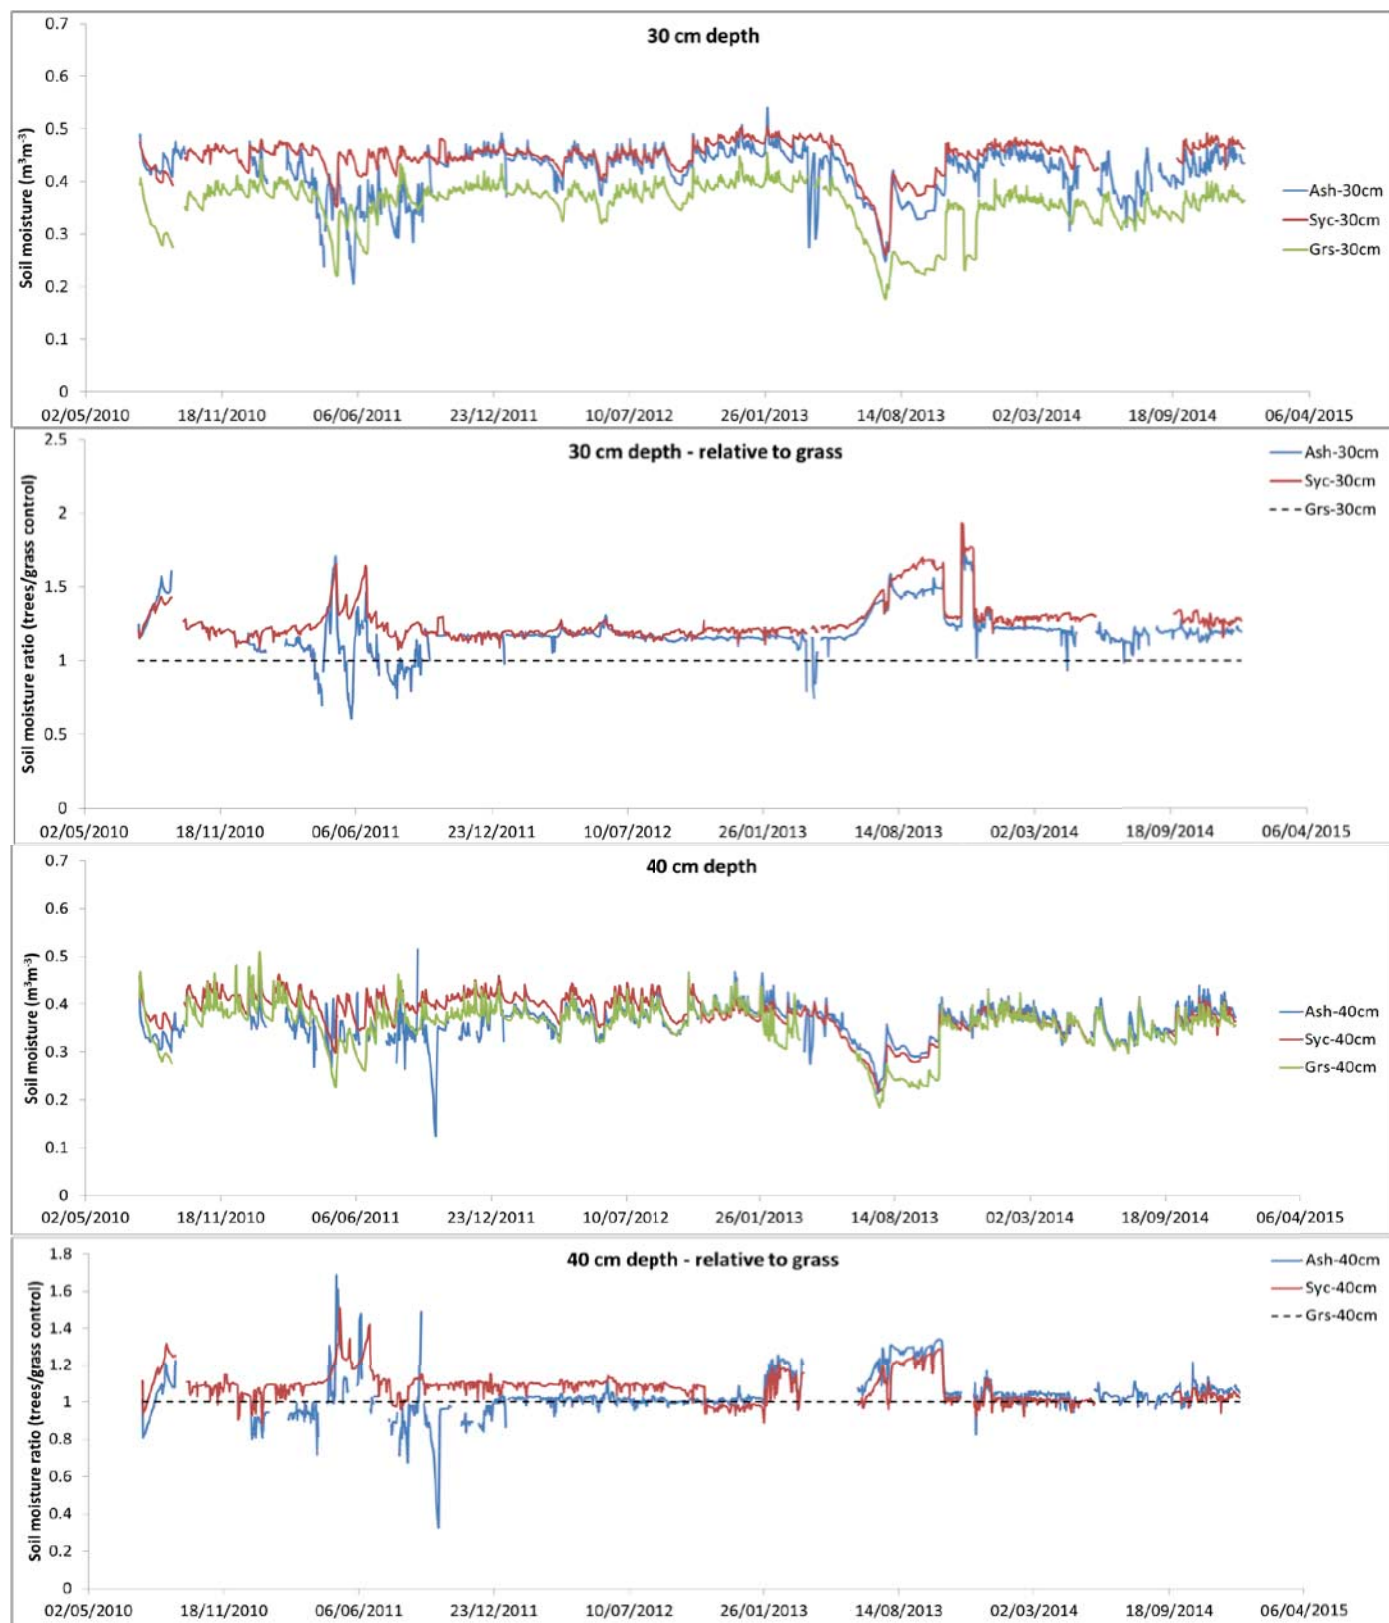 30 cm depth
Soil moisture (m³m⁻³)
0.7
0.6
0.5
0.4
0.3
0.2
0.1
0
Ash-30cm
Syc-30cm
Grs-30cm
02/05/2010 18/11/2010 06/06/2011 23/12/2011 10/07/2012 26/01/2013 14/08/2013 02/03/2014 18/09/2014 06/04/2015
30 cm depth - relative to grass
Soil moisture ratio (trees/grass control)
2.5
2
1.5
1
0.5
0
Ash-30cm
Syc-30cm
Grs-30cm
02/05/2010 18/11/2010 06/06/2011 23/12/2011 10/07/2012 26/01/2013 14/08/2013 02/03/2014 18/09/2014 06/04/2015
40 cm depth
Soil moisture (m³m⁻³)
0.7
0.6
0.5
0.4
0.3
0.2
0.1
0
Ash-40cm
Syc-40cm
Grs-40cm
02/05/2010 18/11/2010 06/06/2011 23/12/2011 10/07/2012 26/01/2013 14/08/2013 02/03/2014 18/09/2014 06/04/2015
40 cm depth - relative to grass
Soil moisture ratio (trees/grass control)
1.8
1.6
1.4
1.2
1
0.8
0.6
0.4
0.2
0
Ash-40cm
Syc-40cm
Grs-40cm
02/05/2010 18/11/2010 06/06/2011 23/12/2011 10/07/2012 26/01/2013 14/08/2013 02/03/2014 18/09/2014 06/04/2015